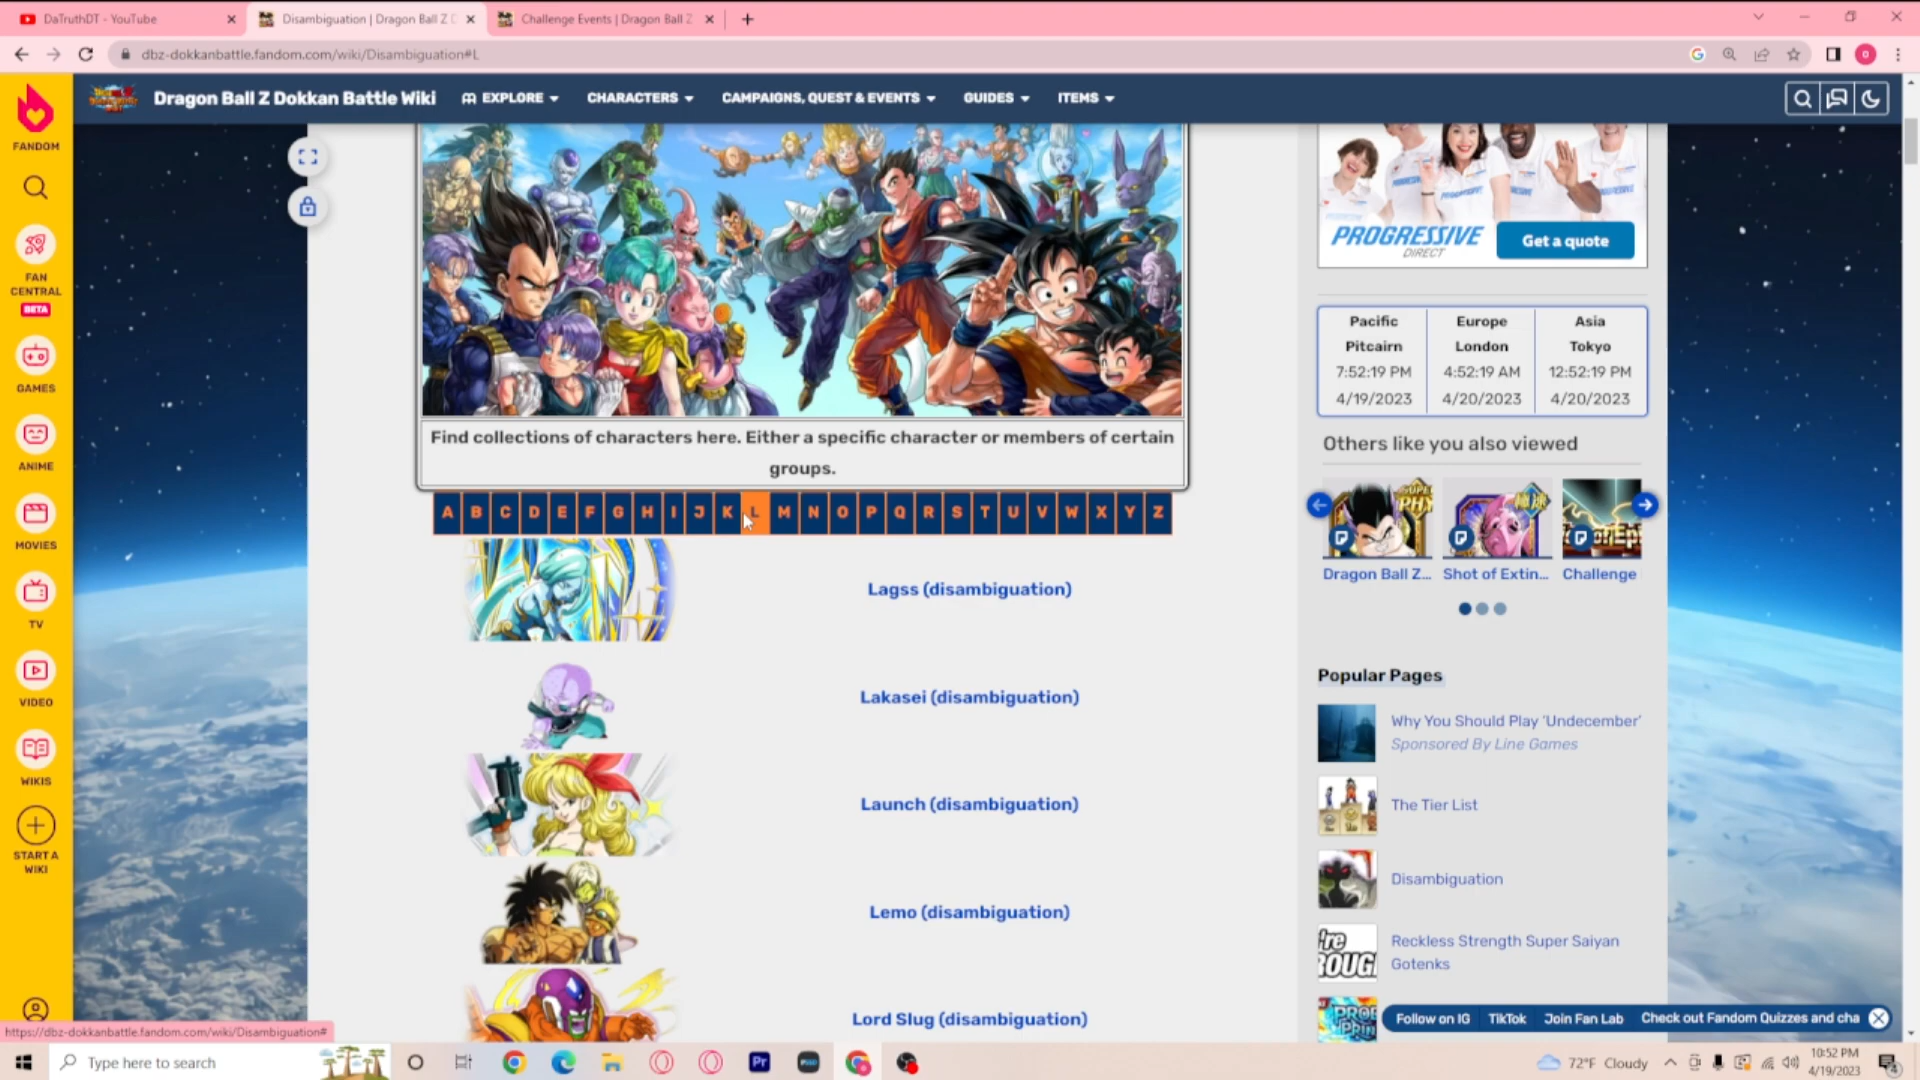 DaTruthDT - YouTube
Disambiguation | Dragon Ball Z D
Challenge Events | Dragon Ball Z
dbz-dokkanbattle.fandom.com/wiki/Disambiguation#L
Dragon Ball Z Dokkan Battle Wiki
EXPLORE
CHARACTERS
CAMPAIGNS, QUEST & EVENTS
GUIDES
ITEMS
FANDOM
FAN
CENTRAL
BETA
GAMES
ANIME
MOVIES
TV
VIDEO
WIKIS
START A
WIKI
Find collections of characters here. Either a specific character or members of certain
groups.
A B C D E F G H I J K L M N O P Q R S T U V W X Y Z
Lagss (disambiguation)
Lakasei (disambiguation)
Launch (disambiguation)
Lemo (disambiguation)
Lord Slug (disambiguation)
PROGRESSIVE
DIRECT
Get a quote
Pacific Europe Asia
Pitcairn London Tokyo
7:52:19 PM 4:52:19 AM 12:52:19 PM
4/19/2023 4/20/2023 4/20/2023
Others like you also viewed
Dragon Ball Z... Shot of Extin... Challenge
Popular Pages
Why You Should Play 'Undecember'
Sponsored By Line Games
The Tier List
Disambiguation
Reckless Strength Super Saiyan
Gotenks
Follow on IG TikTok Join Fan Lab Check out Fandom Quizzes and cha
https://dbz-dokkanbattle.fandom.com/wiki/Disambiguation#
Type here to search
Pr
72°F Cloudy
10:52 PM
4/19/2023
4